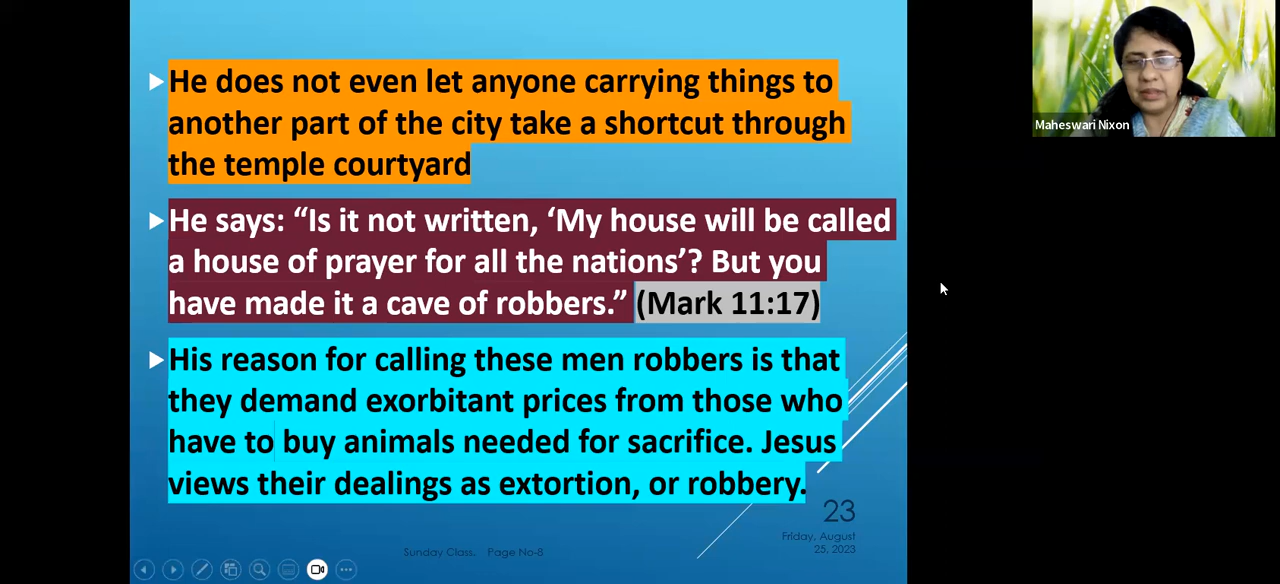 He does not even let anyone carrying things to
another part of the city take a shortcut through
the temple courtyard
He says: “Is it not written, ‘My house will be called
a house of prayer for all the nations’? But you
have made it a cave of robbers.” (Mark 11:17)
His reason for calling these men robbers is that
they demand exorbitant prices from those who
have to buy animals needed for sacrifice. Jesus
views their dealings as extortion, or robbery.
23
Friday, August
25, 2023
Sunday Class, Page No-8
Maheswari Nixon